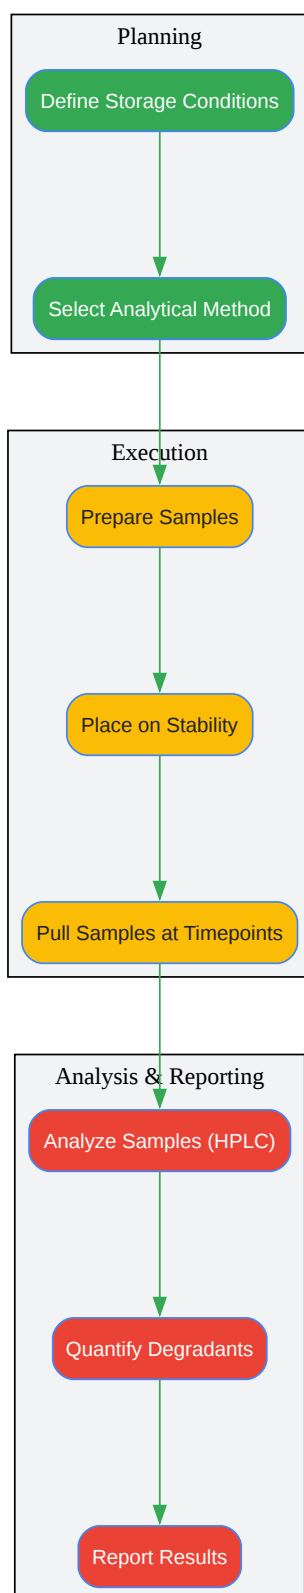 Planning
Define Storage Conditions
Select Analytical Method
Execution
Prepare Samples
Place on Stability
Pull Samples at Timepoints
Analysis & Reporting
Analyze Samples (HPLC)
Quantify Degradants
Report Results